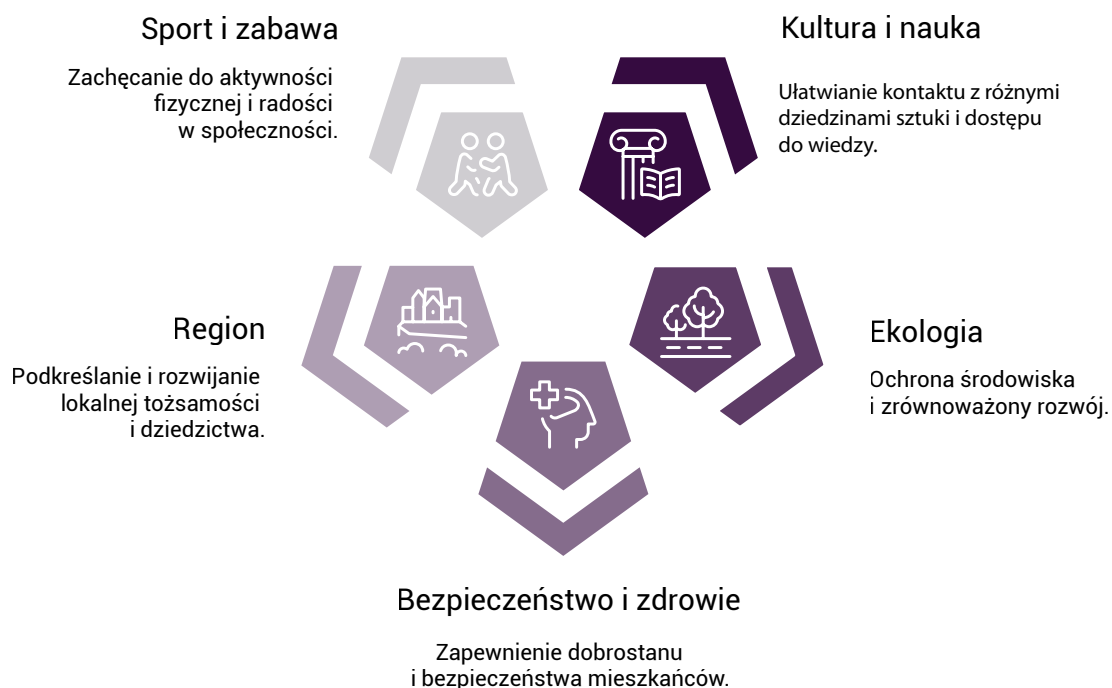 Sport i zabawa
Zachęcanie do aktywności
fizycznej i radości
w społeczności.
Kultura i nauka
Ułatwianie kontaktu z różnymi
dziedzinami sztuki i dostępu
do wiedzy.
Region
Podkreślanie i rozwijanie
lokalnej tożsamości
i dziedzictwa.
Ekologia
Ochrona środowiska
i zrównoważony rozwój.
Bezpieczeństwo i zdrowie
Zapewnienie dobrostanu
i bezpieczeństwa mieszkańców.